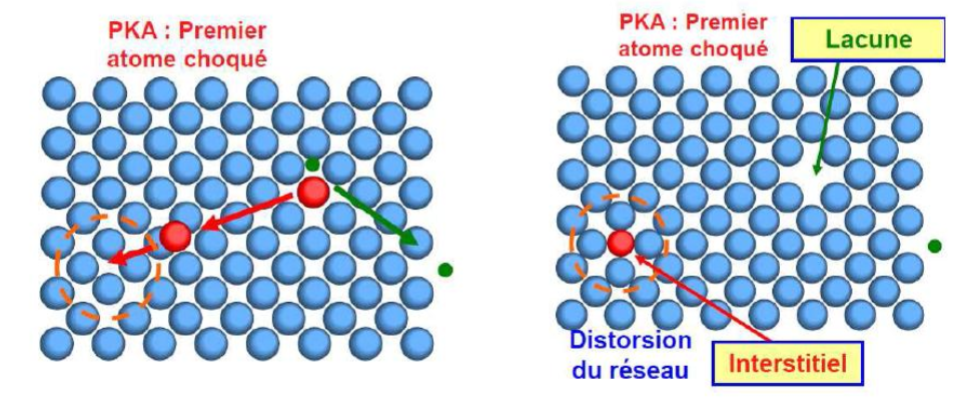 PKA : Premier
atome choqué
PKA : Premier
atome choqué
Lacune
Distorsion
du réseau
Interstitiel